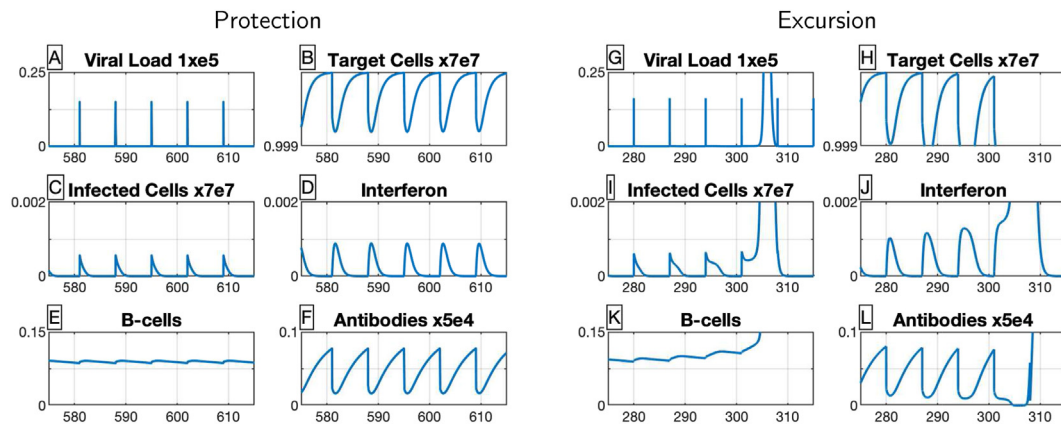 Protection
Excursion
A
Viral Load 1xe5
0.25
0
580 590 600 610
B
Target Cells x7e7
0.999
580 590 600 610
C
Infected Cells x7e7
0.002
0
580 590 600 610
D
Interferon
0.002
0
580 590 600 610
E
B-cells
0.15
0
580 590 600 610
F
Antibodies x5e4
0.1
0
580 590 600 610
G
Viral Load 1xe5
0.25
0
280 290 300 310
H
Target Cells x7e7
0.999
280 290 300 310
I
Infected Cells x7e7
0.002
0
280 290 300 310
J
Interferon
0.002
0
280 290 300 310
K
B-cells
0.15
0
280 290 300 310
L
Antibodies x5e4
0.1
0
280 290 300 310